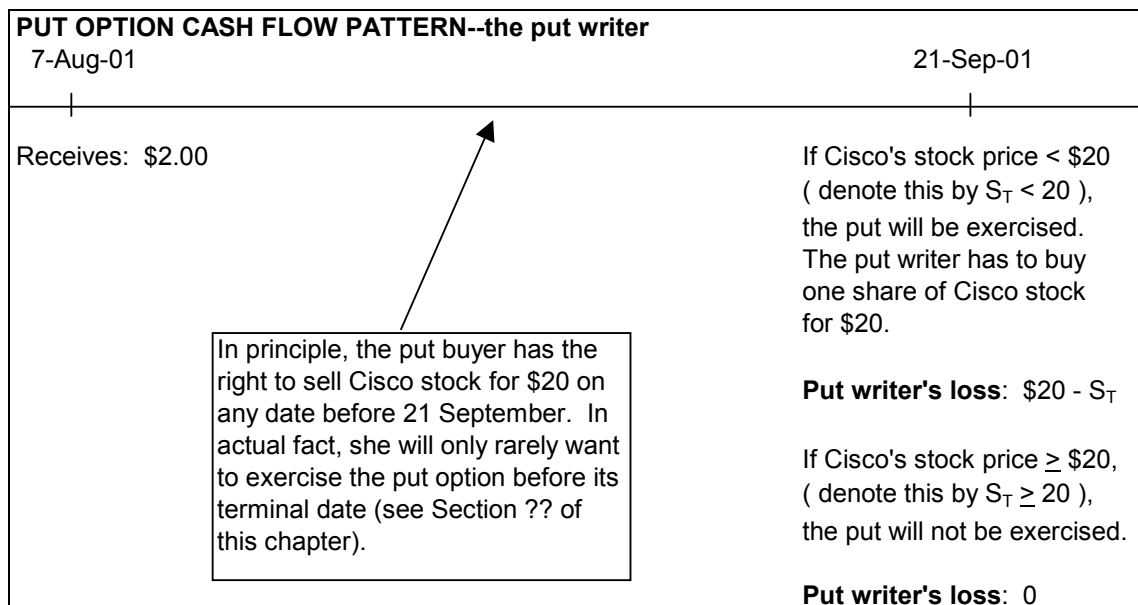 PUT OPTION CASH FLOW PATTERN--the put writer
7-Aug-01 21-Sep-01
Receives: $2.00
In principle, the put buyer has the
right to sell Cisco stock for $20 on
any date before 21 September. In
actual fact, she will only rarely want
to exercise the put option before its
terminal date (see Section ?? of
this chapter).
If Cisco's stock price < $20
( denote this by S_T < 20 ),
the put will be exercised.
The put writer has to buy
one share of Cisco stock
for $20.
Put writer's loss: $20 - S_T
If Cisco's stock price ≥ $20,
( denote this by S_T ≥ 20 ),
the put will not be exercised.
Put writer's loss: 0